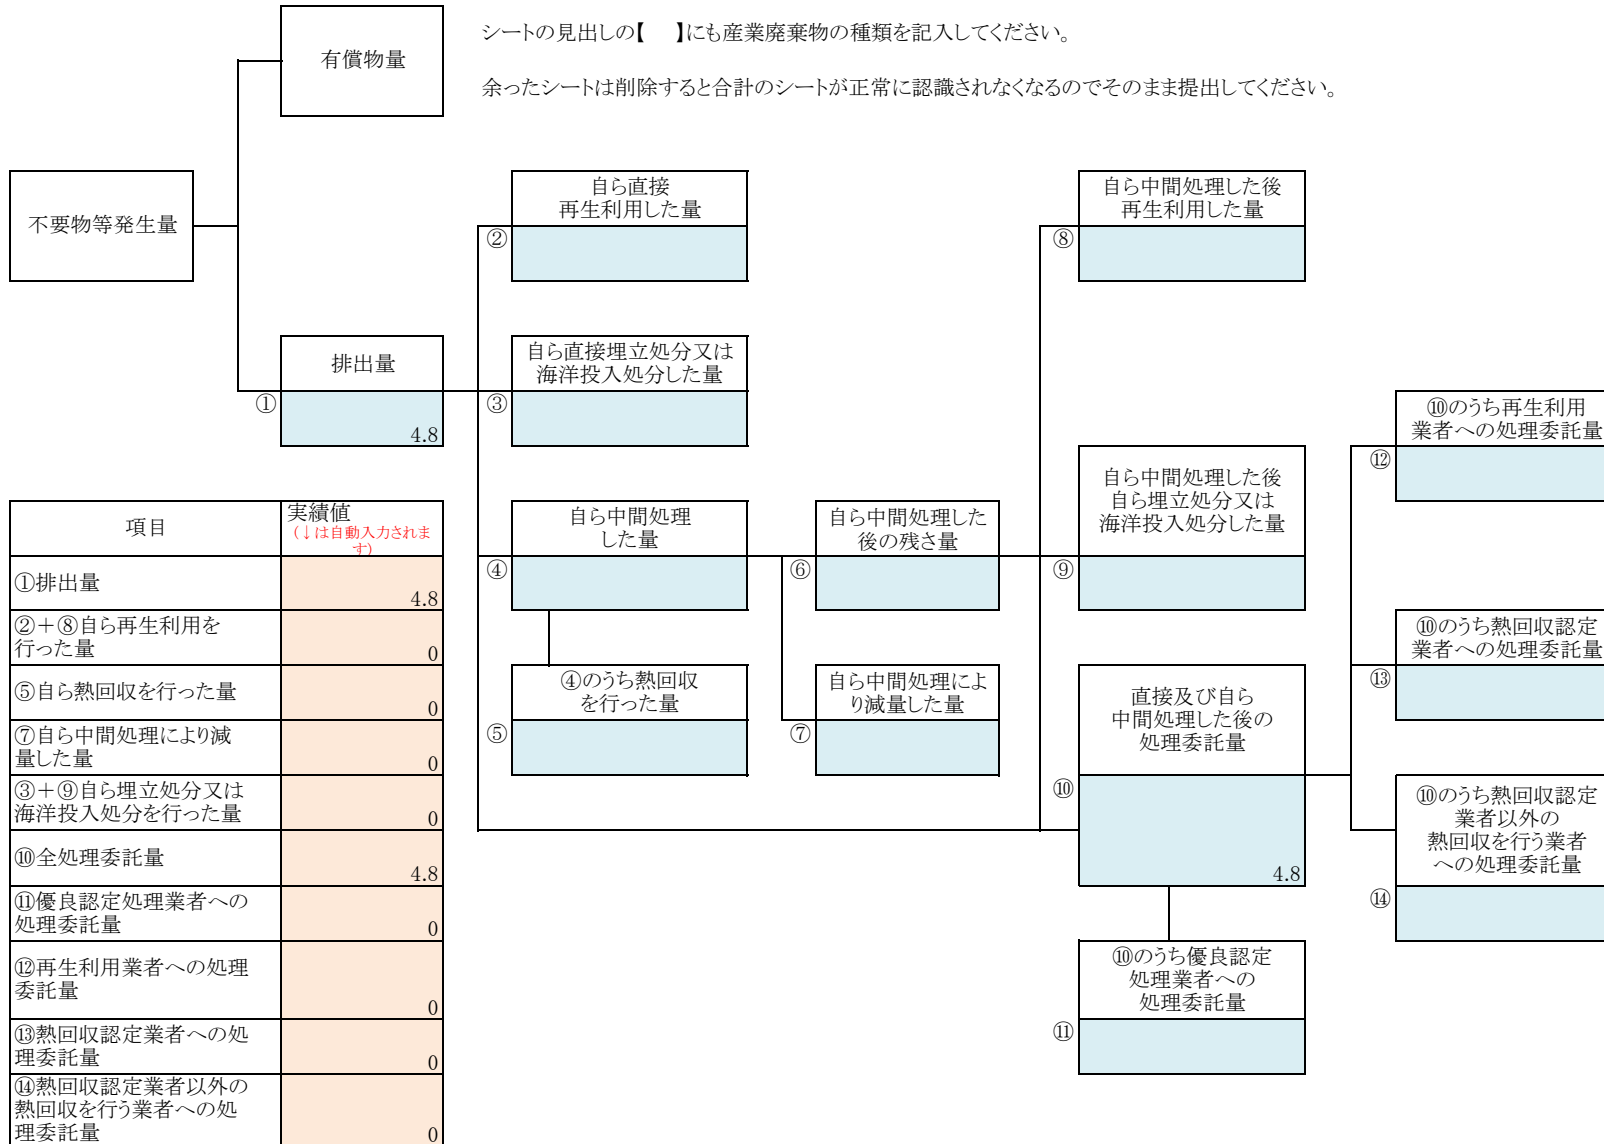 シートの見出しの【　】にも産業廃棄物の種類を記入してください。
余ったシートは削除すると合計のシートが正常に認識されなくなるのでそのまま提出してください。
有償物量
不要物等発生量
自ら直接
再生利用した量
②
自ら中間処理した後
再生利用した量
⑧
排出量
①
4.8
自ら直接埋立処分又は
海洋投入処分した量
③
⑩のうち再生利用
業者への処理委託量
⑫
自ら中間処理
した量
④
自ら中間処理した
後の残さ量
⑥
自ら中間処理した後
自ら埋立処分又は
海洋投入処分した量
⑨
⑩のうち熱回収認定
業者への処理委託量
⑬
④のうち熱回収
を行った量
⑤
自ら中間処理によ
り減量した量
⑦
直接及び自ら
中間処理した後の
処理委託量
⑩
4.8
⑩のうち熱回収認定
業者以外の
熱回収を行う業者
への処理委託量
⑭
⑩のうち優良認定
処理業者への
処理委託量
⑪
項目
実績値
(↓は自動入力されま
す)
①排出量
4.8
②＋⑧自ら再生利用を
行った量
0
⑤自ら熱回収を行った量
0
⑦自ら中間処理により減
量した量
0
③＋⑨自ら埋立処分又は
海洋投入処分を行った量
0
⑩全処理委託量
4.8
⑪優良認定処理業者への
処理委託量
0
⑫再生利用業者への処理
委託量
0
⑬熱回収認定業者への処
理委託量
0
⑭熱回収認定業者以外の
熱回収を行う業者への処
理委託量
0